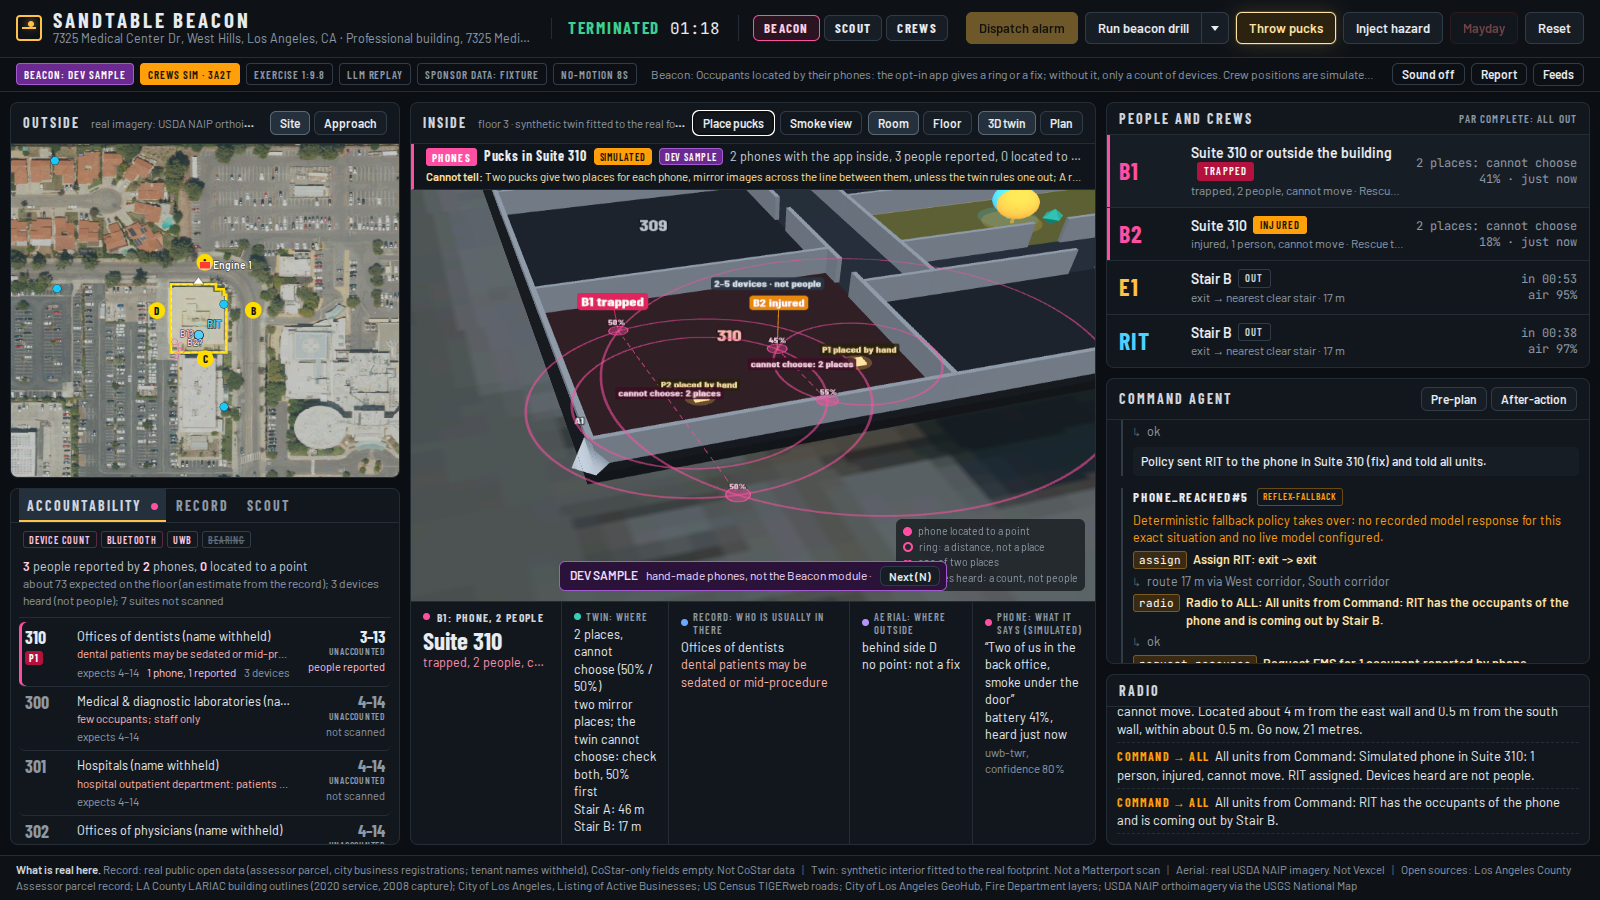 SANDTABLE BEACON
7325 Medical Center Dr, West Hills, Los Angeles, CA · Professional building, 7325 Medi...
TERMINATED 01:18
BEACON SCOUT CREWS
Dispatch alarm
Run beacon drill
Throw pucks
Inject hazard
Mayday
Reset
BEACON: DEV SAMPLE
CREWS SIM · 3A2T
EXERCISE 1:9.8
LLM REPLAY
SPONSOR DATA: FIXTURE
NO-MOTION 8S
Beacon: Occupants located by their phones: the opt-in app gives a ring or a fix; without it, only a count of devices. Crew positions are simulate...
Sound off
Report
Feeds
OUTSIDE
real imagery: USDA NAIP orthoi...
Site
Approach
Engine 1
D
B
RIT
C
ACCOUNTABILITY
RECORD
SCOUT
DEVICE COUNT
BLUETOOTH
UWB
BEARING
3 people reported by 2 phones, 0 located to a point
about 73 expected on the floor (an estimate from the record); 3 devices
heard (not people); 7 suites not scanned
310 Offices of dentists (name withheld) 3-13
P1 dental patients may be sedated or mid-pr... UNACCOUNTED
expects 4-14 1 phone, 1 reported 3 devices people reported
300 Medical & diagnostic laboratories (na... 4-14
few occupants; staff only UNACCOUNTED
expects 4-14 not scanned
301 Hospitals (name withheld) 4-14
hospital outpatient department: patients ... UNACCOUNTED
expects 4-14 not scanned
302 Offices of physicians (name withheld) 4-14
INSIDE
floor 3 · synthetic twin fitted to the real fo...
Place pucks
Smoke view
Room
Floor
3D twin
Plan
PHONES Pucks in Suite 310 SIMULATED DEV SAMPLE 2 phones with the app inside, 3 people reported, 0 located to ...
Cannot tell: Two pucks give two places for each phone, mirror images across the line between them, unless the twin rules one out; A r...
309
2-5 devices · not people
B1 trapped
B2 injured
50%
310
45%
P1 placed by hand
cannot choose: 2 places
P2 placed by hand
cannot choose: 2 places
55%
A1
50%
phone located to a point
ring: a distance, not a place
one of two places
es heard: a count, not people
DEV SAMPLE hand-made phones, not the Beacon module · Next (N)
B1: PHONE, 2 PEOPLE
Suite 310
trapped, 2 people, c...
TWIN: WHERE
2 places,
cannot
choose (50% /
50%)
two mirror
places; the
twin cannot
choose: check
both, 50%
first
Stair A: 46 m
Stair B: 17 m
RECORD: WHO IS USUALLY IN
THERE
Offices of dentists
dental patients may be
sedated or mid-procedure
AERIAL: WHERE
OUTSIDE
behind side D
no point: not a fix
PHONE: WHAT IT
SAYS (SIMULATED)
"Two of us in the
back office,
smoke under the
door"
battery 41%,
heard just now
uwb-twr,
confidence 80%
PEOPLE AND CREWS
PAR COMPLETE: ALL OUT
B1 Suite 310 or outside the building
TRAPPED
trapped, 2 people, cannot move · Rescu...
2 places: cannot choose
41% · just now
B2 Suite 310 INJURED
injured, 1 person, cannot move · Rescue t...
2 places: cannot choose
18% · just now
E1 Stair B OUT
exit → nearest clear stair · 17 m
in 00:53
air 95%
RIT Stair B OUT
exit → nearest clear stair · 17 m
in 00:38
air 97%
COMMAND AGENT
Pre-plan
After-action
↳ ok
Policy sent RIT to the phone in Suite 310 (fix) and told all units.
PHONE_REACHED#5 REFLEX-FALLBACK
Deterministic fallback policy takes over: no recorded model response for this
exact situation and no live model configured.
assign Assign RIT: exit -> exit
↳ route 17 m via West corridor, South corridor
radio Radio to ALL: All units from Command: RIT has the occupants of the
phone and is coming out by Stair B.
↳ ok
request_resource Request EMS for 1 occupant reported by phone
RADIO
cannot move. Located about 4 m from the east wall and 0.5 m from the south
wall, within about 0.5 m. Go now, 21 metres.
COMMAND → ALL All units from Command: Simulated phone in Suite 310: 1
person, injured, cannot move. RIT assigned. Devices heard are not people.
COMMAND → ALL All units from Command: RIT has the occupants of the phone
and is coming out by Stair B.
What is real here. Record: real public open data (assessor parcel, city business registrations; tenant names withheld), CoStar-only fields empty. Not CoStar data | Twin: synthetic interior fitted to the real footprint. Not a Matterport scan | Aerial: real USDA NAIP imagery. Not Vexcel | Open sources: Los Angeles County
Assessor parcel record; LA County LARIAC building outlines (2020 service, 2008 capture); City of Los Angeles, Listing of Active Businesses; US Census TIGERweb roads; City of Los Angeles GeoHub, Fire Department layers; USDA NAIP orthoimagery via the USGS National Map